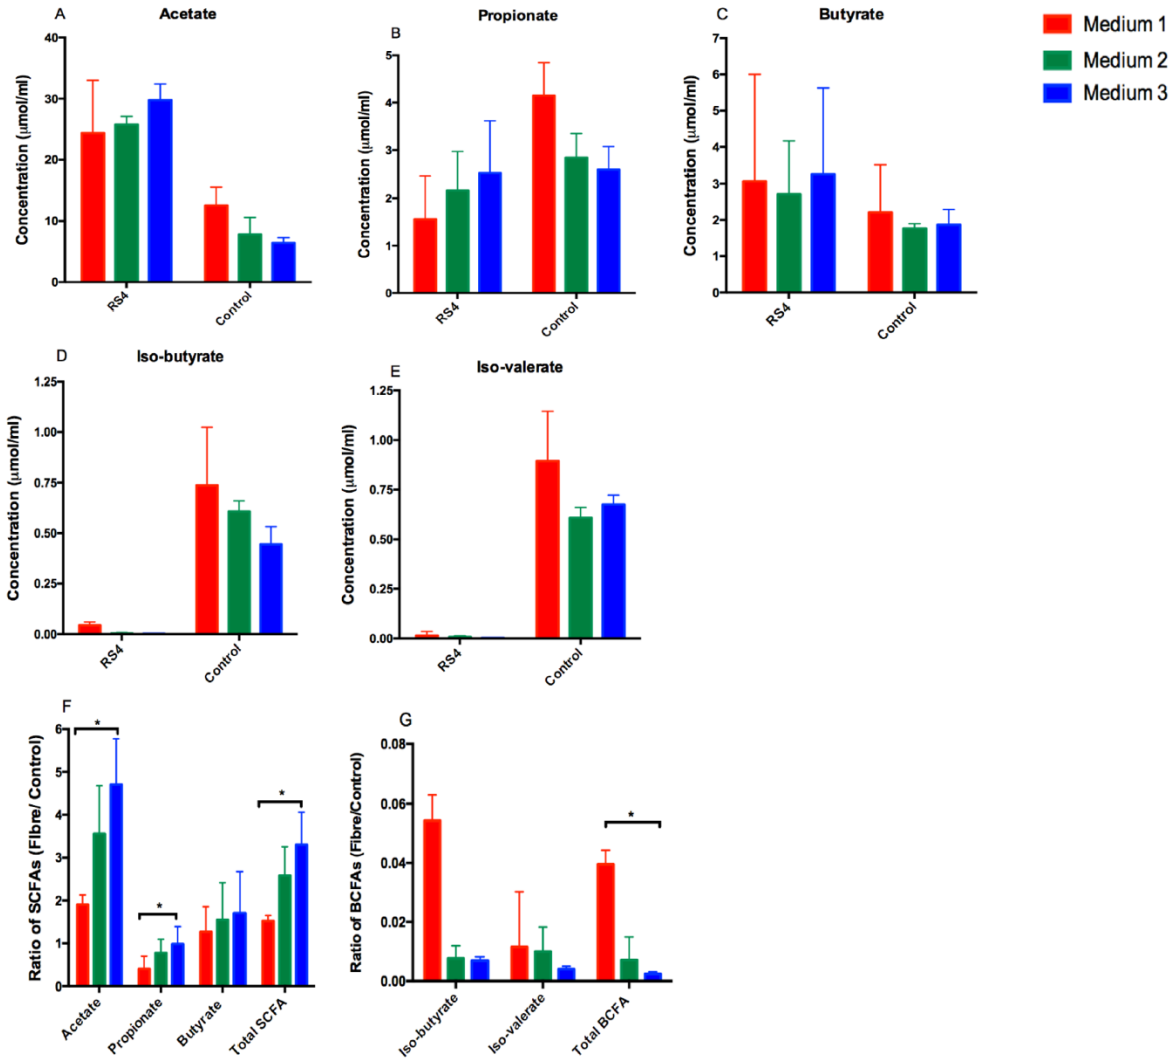 A
Acetate
Concentration (μmol/ml)
40
30
20
10
0
RS4
Control
B
Propionate
Concentration (μmol/ml)
5
4
3
2
1
0
RS4
Control
C
Butyrate
Concentration (μmol/ml)
7
6
5
4
3
2
1
0
RS4
Control
Medium 1
Medium 2
Medium 3
D
Iso-butyrate
Concentration (μmol/ml)
1.25
1.00
0.75
0.50
0.25
0.00
RS4
Control
E
Iso-valerate
Concentration (μmol/ml)
1.25
1.00
0.75
0.50
0.25
0.00
RS4
Control
F
Ratio of SCFAs (Fibre/ Control)
6
5
4
3
2
1
0
*
*
*
Acetate
Propionate
Butyrate
Total SCFA
G
Ratio of BCFAs (Fibre/Control)
0.08
0.06
0.04
0.02
0.00
*
Iso-butyrate
Iso-valerate
Total BCFA